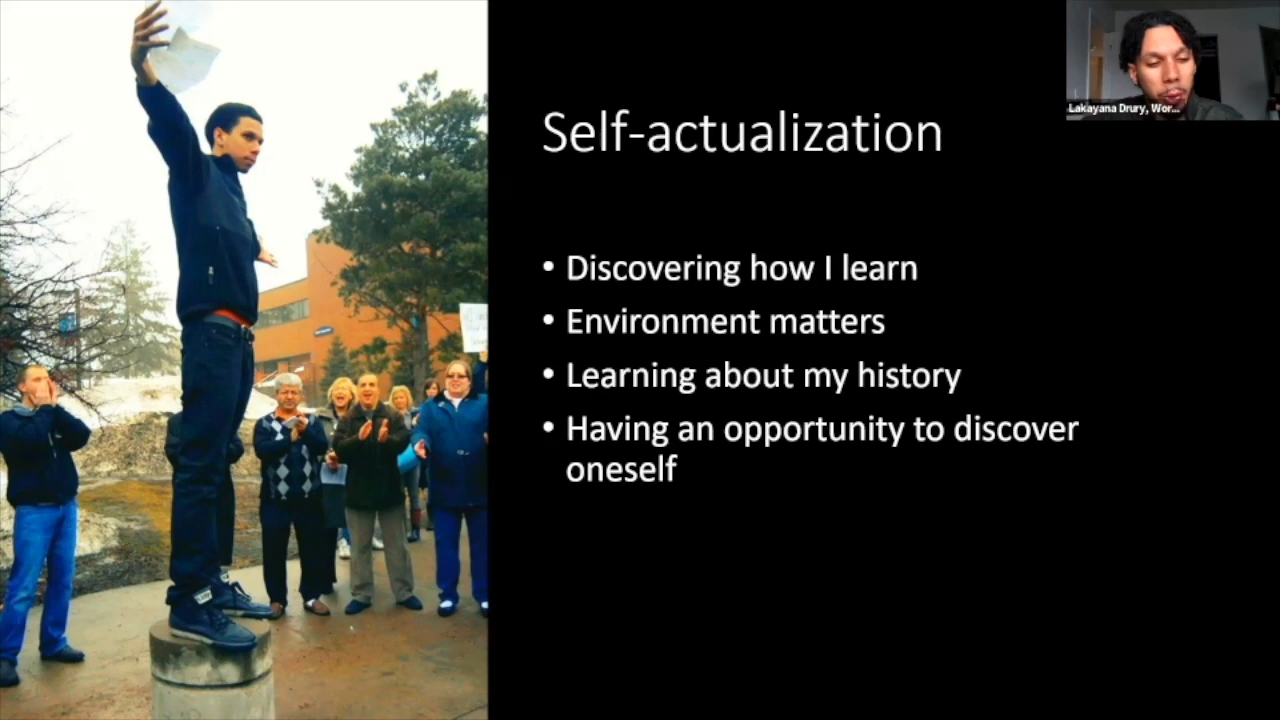 Self-actualization
Lakayana Drury, Wor...
• Discovering how I learn
• Environment matters
• Learning about my history
• Having an opportunity to discover
oneself